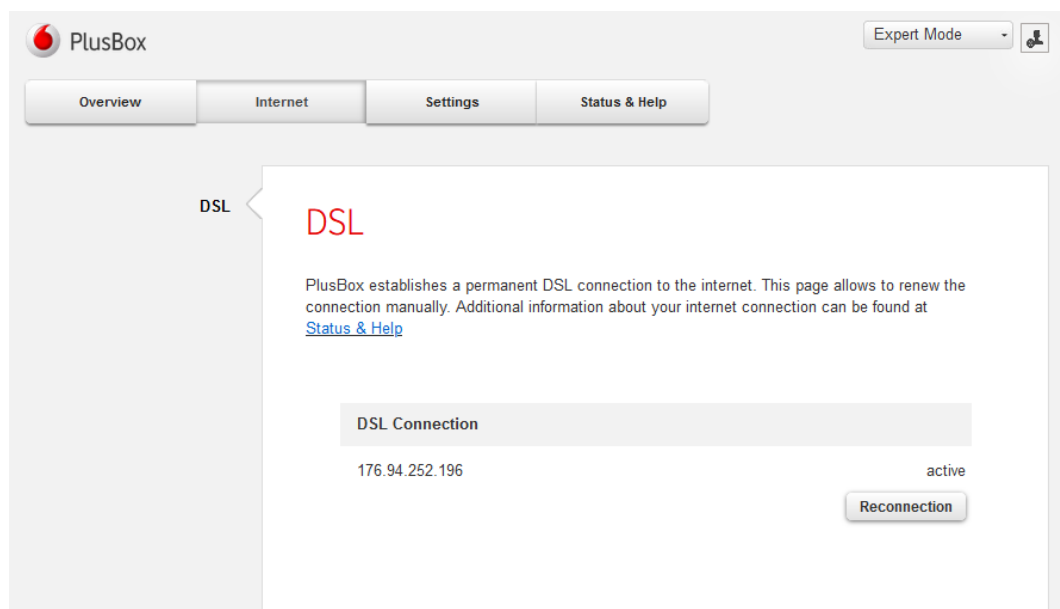 PlusBox
Expert Mode
Overview
Internet
Settings
Status & Help
DSL
DSL
PlusBox establishes a permanent DSL connection to the internet. This page allows to renew the
connection manually. Additional information about your internet connection can be found at
Status & Help
DSL Connection
176.94.252.196
active
Reconnection